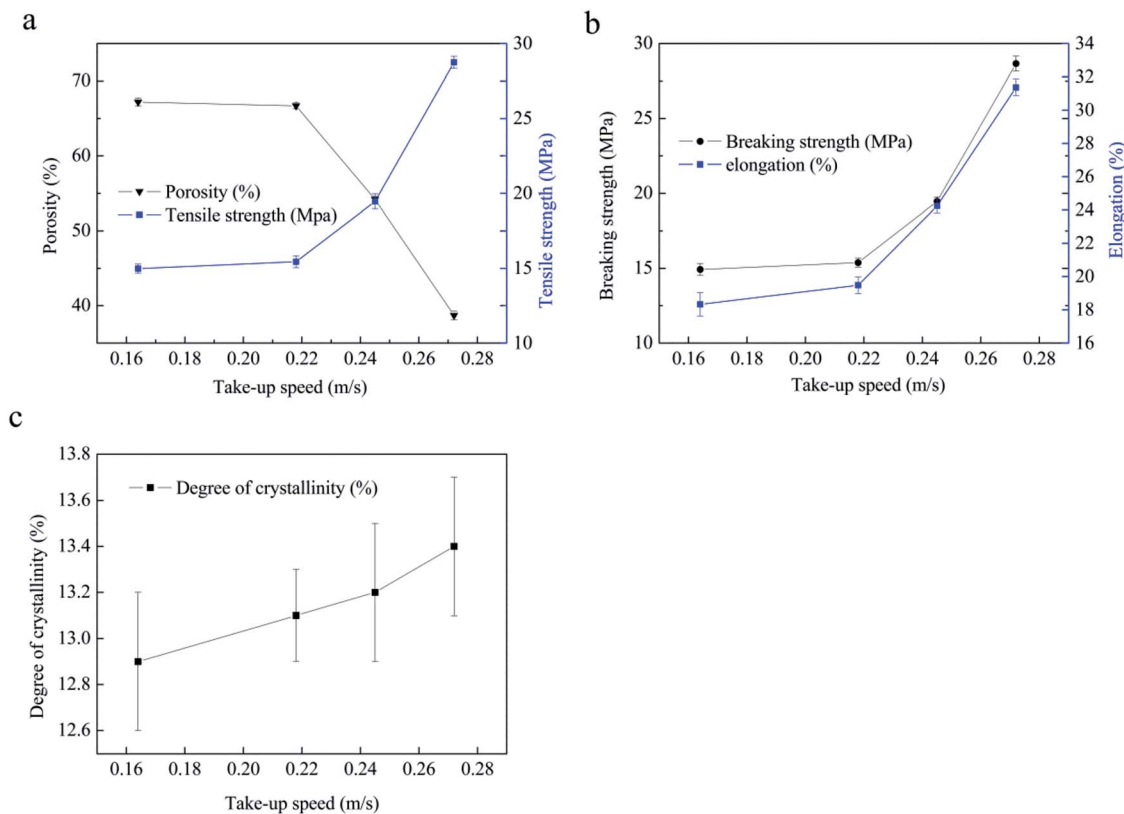 a
30
70
25
60
Porosity (%)
Tensile strength (Mpa)
20
50
15
40
10
0.16 0.18 0.20 0.22 0.24 0.26 0.28
Take-up speed (m/s)
Porosity (%)
Tensile strength (MPa)
b
30
25
20
15
10
Breaking strength (MPa)
elongation (%)
34
32
30
28
26
24
22
20
18
16
0.16 0.18 0.20 0.22 0.24 0.26 0.28
Take-up speed (m/s)
Breaking strength (MPa)
Elongation (%)
c
13.8
13.6
13.4
13.2
13.0
12.8
12.6
Degree of crystallinity (%)
0.16 0.18 0.20 0.22 0.24 0.26 0.28
Take-up speed (m/s)
Degree of crystallinity (%)